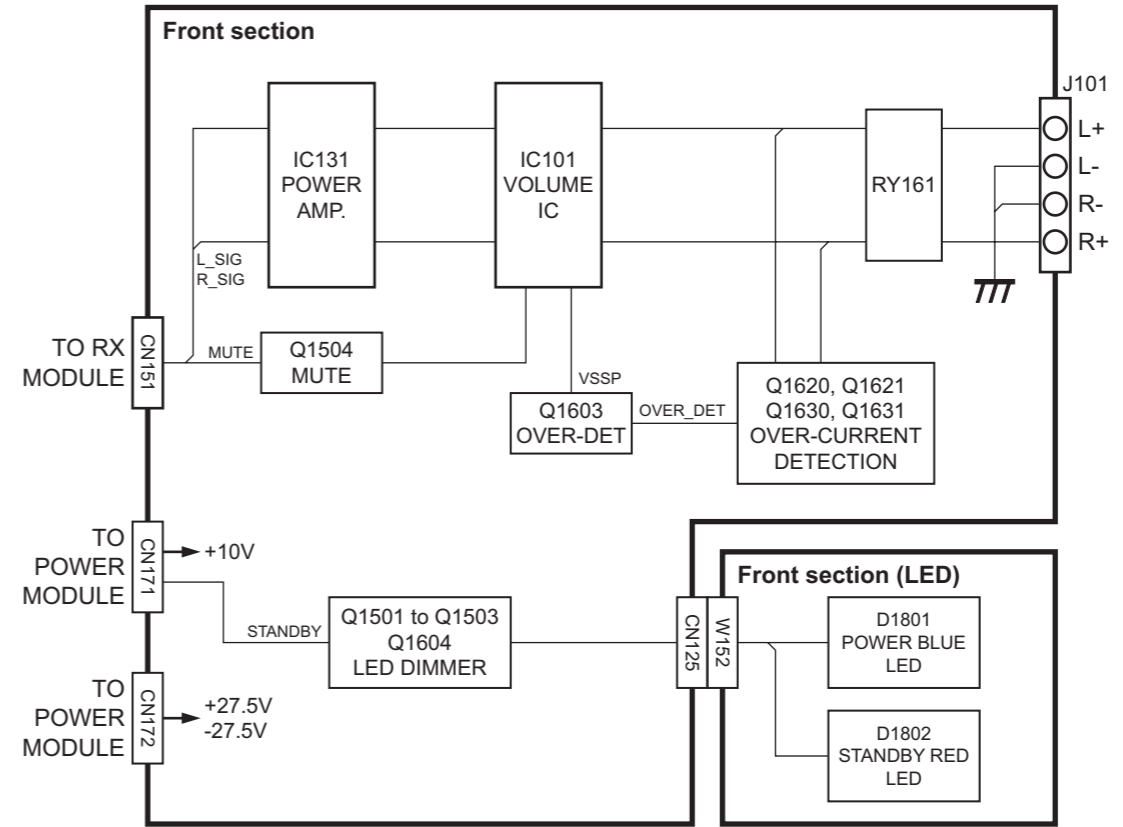 Front section
J101
L+
L-
R-
R+
IC131
POWER
AMP.
IC101
VOLUME
IC
RY161
L_SIG
R_SIG
TO RX
MODULE
CN151
MUTE
Q1504
MUTE
VSSP
Q1603
OVER-DET
OVER_DET
Q1620, Q1621
Q1630, Q1631
OVER-CURRENT
DETECTION
TO
POWER
MODULE
CN171
+10V
STANDBY
Q1501 to Q1503
Q1604
LED DIMMER
CN125
W152
Front section (LED)
D1801
POWER BLUE
LED
D1802
STANDBY RED
LED
TO
POWER
MODULE
CN172
+27.5V
-27.5V